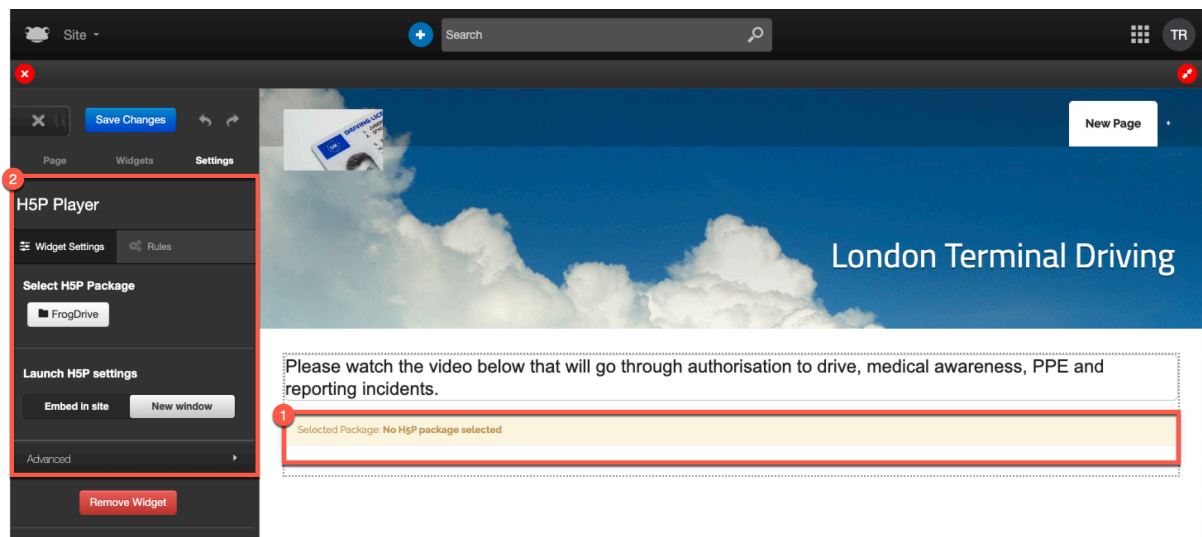 Site
Search
TR
Save Changes
Page Widgets Settings
2
H5P Player
Widget Settings Rules
Select H5P Package
FrogDrive
Launch H5P settings
Embed in site New window
Advanced
Remove Widget
DRIVING LICE
UK
New Page +
London Terminal Driving
Please watch the video below that will go through authorisation to drive, medical awareness, PPE and
reporting incidents.
1
Selected Package: No H5P package selected